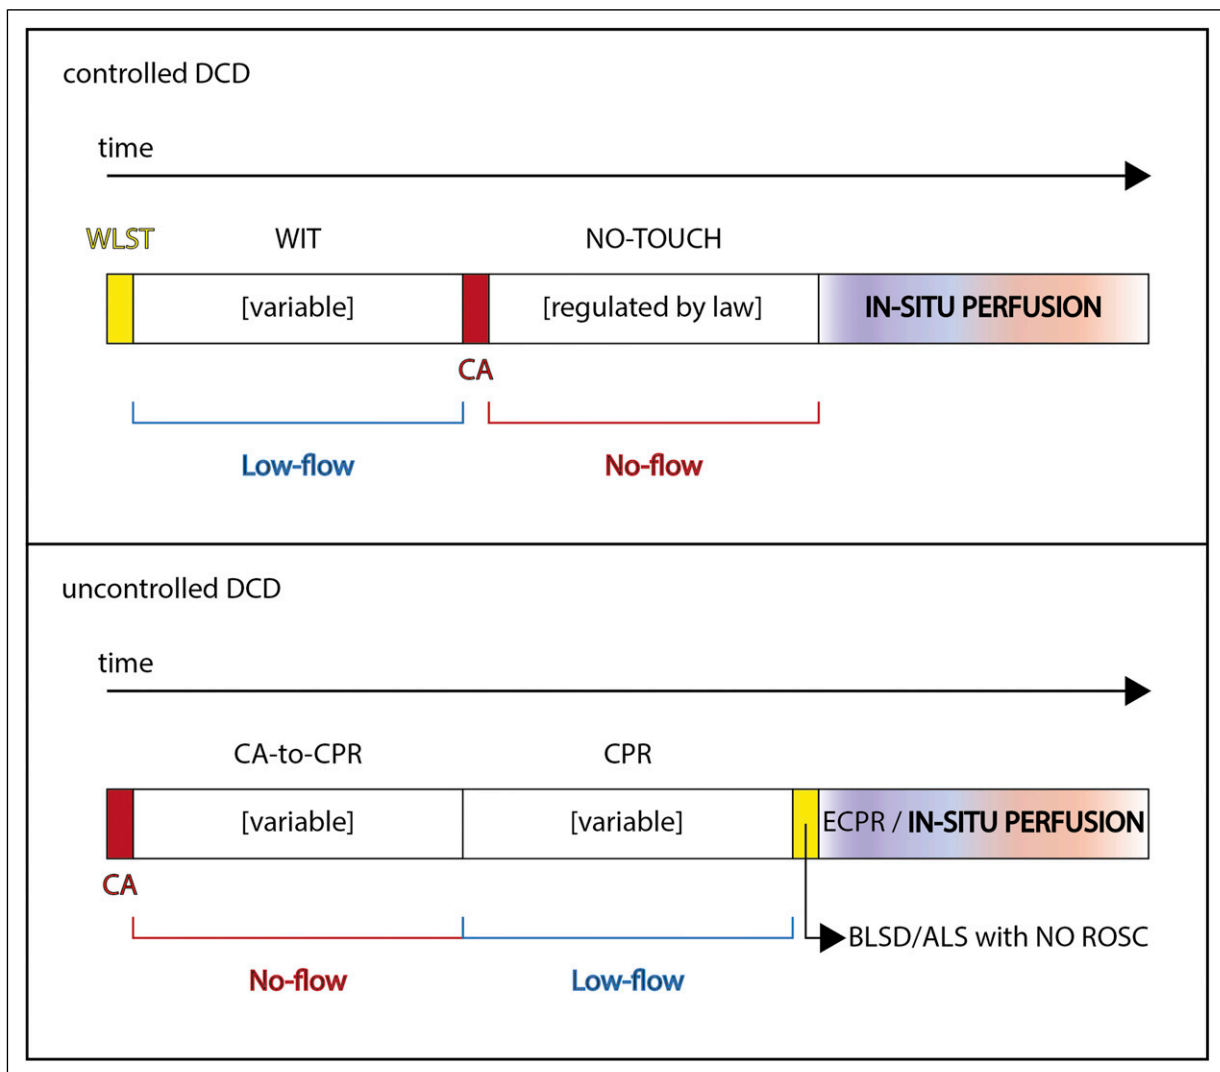 controlled DCD
time
WLST WIT NO-TOUCH
[variable] [regulated by law] IN-SITU PERFUSION
CA
Low-flow No-flow
uncontrolled DCD
time
CA-to-CPR CPR
[variable] [variable] ECPR / IN-SITU PERFUSION
CA
BLSD/ALS with NO ROSC
No-flow Low-flow